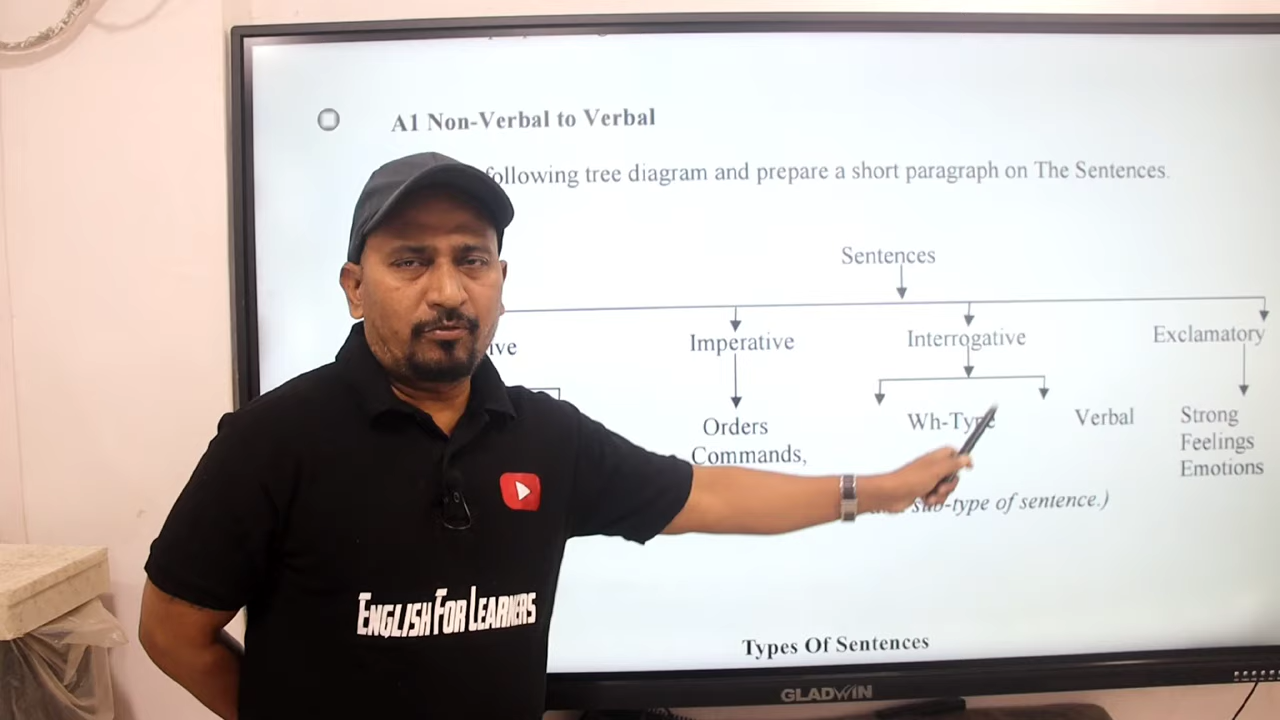 A1 Non-Verbal to Verbal
following tree diagram and prepare a short paragraph on The Sentences.
Sentences
Imperative Interrogative Exclamatory
Orders Wh-Type Verbal Strong
Commands, Feelings
Emotions
sub-type of sentence.)
Types Of Sentences
GLADWIN
ENGLISH FOR LEARNERS